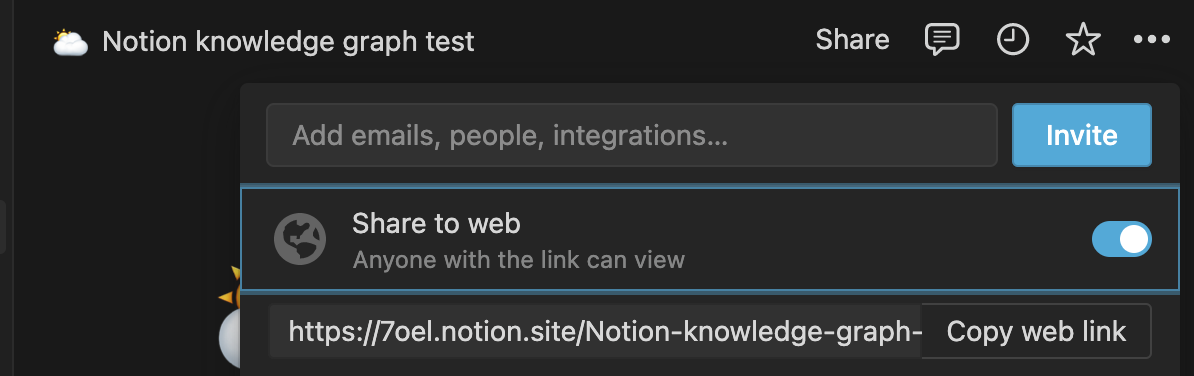 Notion knowledge graph test
Share
Add emails, people, integrations...
Invite
Share to web
Anyone with the link can view
https://7oel.notion.site/Notion-knowledge-graph-
Copy web link